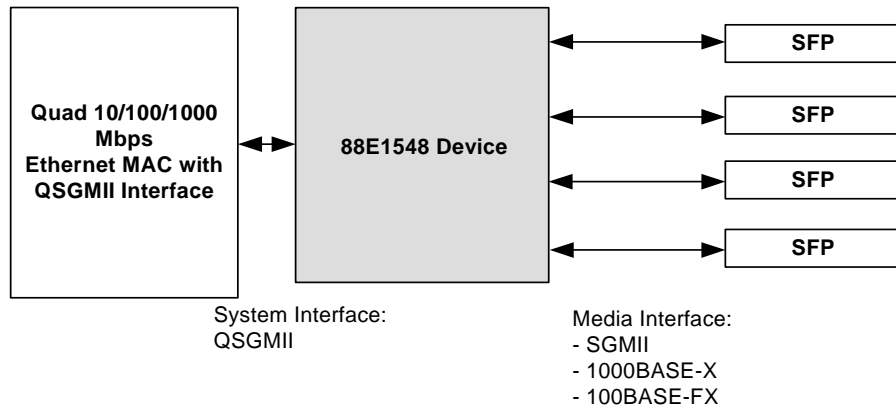 Quad 10/100/1000
Mbps
Ethernet MAC with
QSGMII Interface
88E1548 Device
SFP
SFP
SFP
SFP
System Interface:
QSGMII
Media Interface:
- SGMII
- 1000BASE-X
- 100BASE-FX